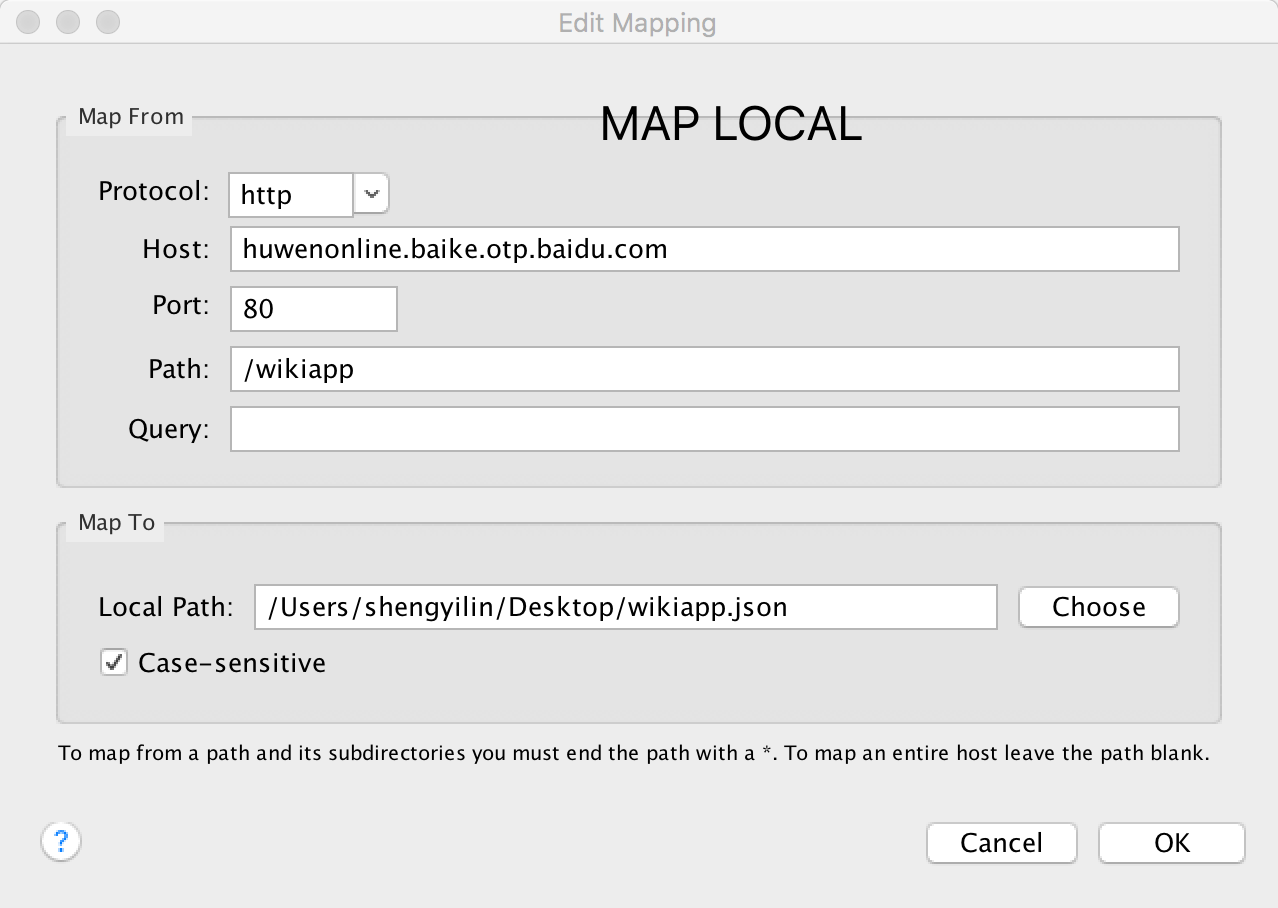 Edit Mapping
Map From
MAP LOCAL
Protocol: http
Host: huwenonline.baike.otp.baidu.com
Port: 80
Path: /wikiapp
Query:
Map To
Local Path: /Users/shengyilin/Desktop/wikiapp.json Choose
Case-sensitive
To map from a path and its subdirectories you must end the path with a *. To map an entire host leave the path blank.
? Cancel OK